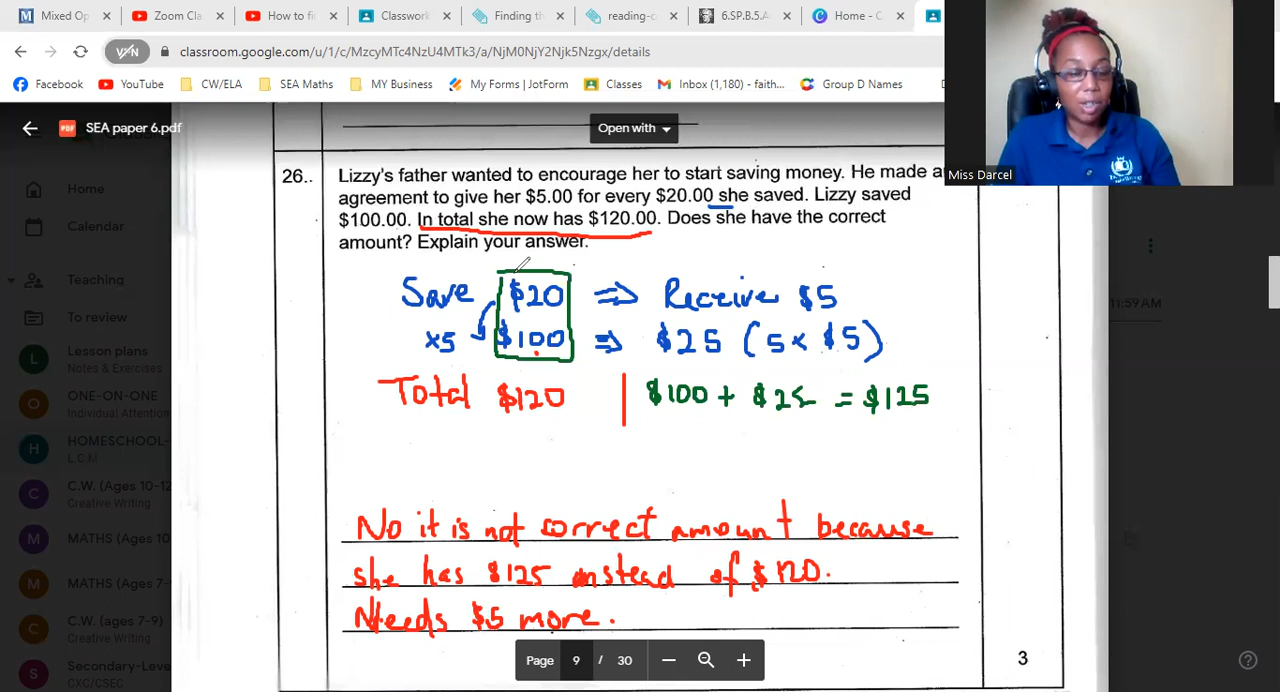 Mixed Op
Zoom Cla
How to fi
Classwork
Finding th
reading-c
6.SP.B.5.A
Home - C
classroom.google.com/u/1/c/MzcyMTc4NzU4MTk3/a/NjM0NjY2Njk5Nzgx/details
Facebook
YouTube
CW/ELA
SEA Maths
MY Business
My Forms | JotForm
Classes
Inbox (1,180) - faith...
Group D Names
Miss Darcel
PDF
SEA paper 6.pdf
Open with
Home
Calendar
Teaching
To review
L
Lesson plans
Notes & Exercises
O
ONE-ON-ONE
Individual Attention
H
HOMESCHOOL-
L.C M
C
C.W. (Ages 10-12
Creative Writing
M
MATHS (Ages 10
M
MATHS (Ages 7-
C
C.W. (ages 7-9)
Creative Writing
S
Secondary-Leve
CXC/CSEC
11:59 AM
26..
Lizzy's father wanted to encourage her to start saving money. He made a
agreement to give her $5.00 for every $20.00 she saved. Lizzy saved
$100.00. In total she now has $120.00. Does she have the correct
amount? Explain your answer.
Save $20 ⇒ Receive $5
x5 $100 ⇒ $25 (5 x $5)
Total $120 | $100 + $25 = $125
No it is not correct amount because
she has $125 instead of $120.
Needs $5 more.
3
Page 9 / 30